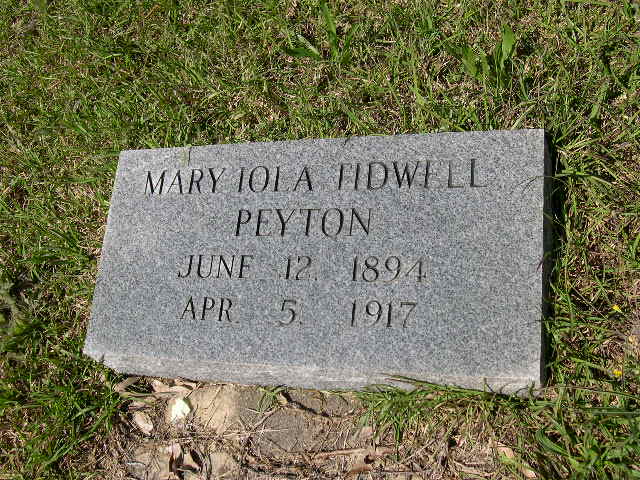 MARY IOLA TIDWELL
PEYTON
JUNE 12, 1894
APR. 5, 1917